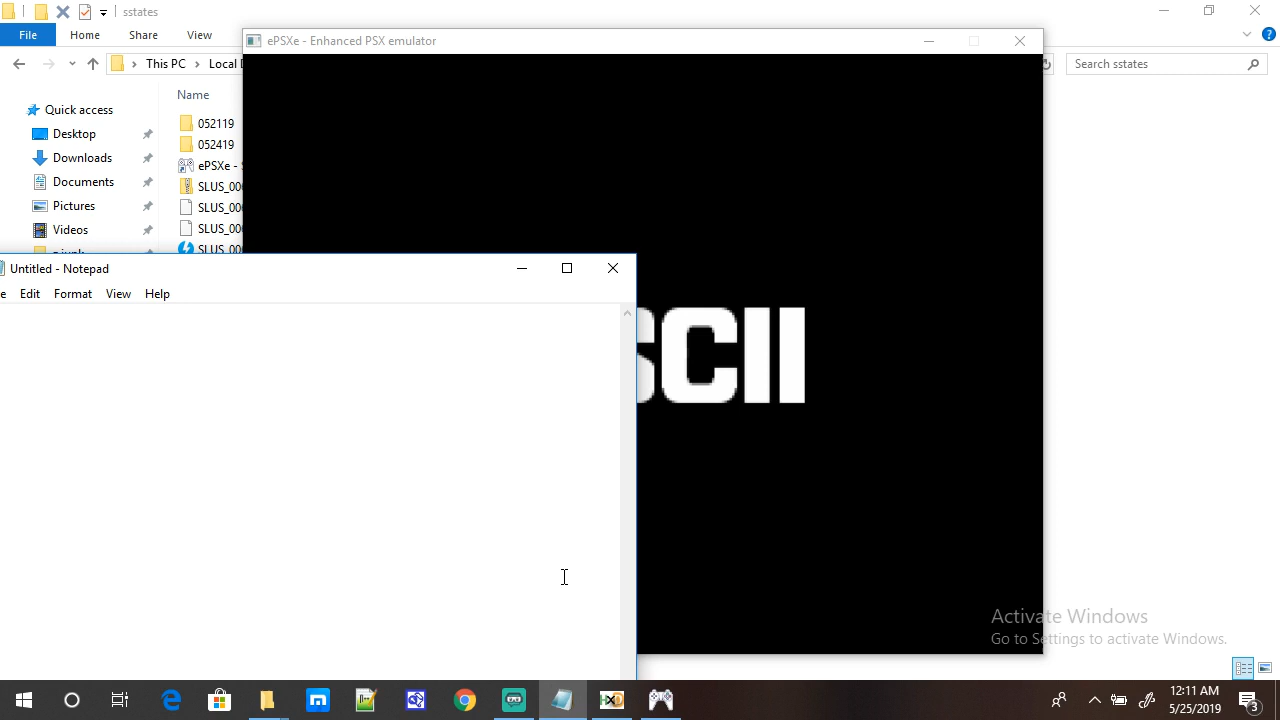 sstates
File Home Share View
This PC Local
Search sstates
ePSXe - Enhanced PSX emulator
Name
Quick access
Desktop
Downloads
Documents
Pictures
Videos
052119
052419
ePSXe -
SLUS_00
SLUS_00
SLUS_00
SLUS_00
Untitled - Notepad
Edit Format View Help
SCII
Activate Windows
Go to Settings to activate Windows.
12:11 AM
5/25/2019
3